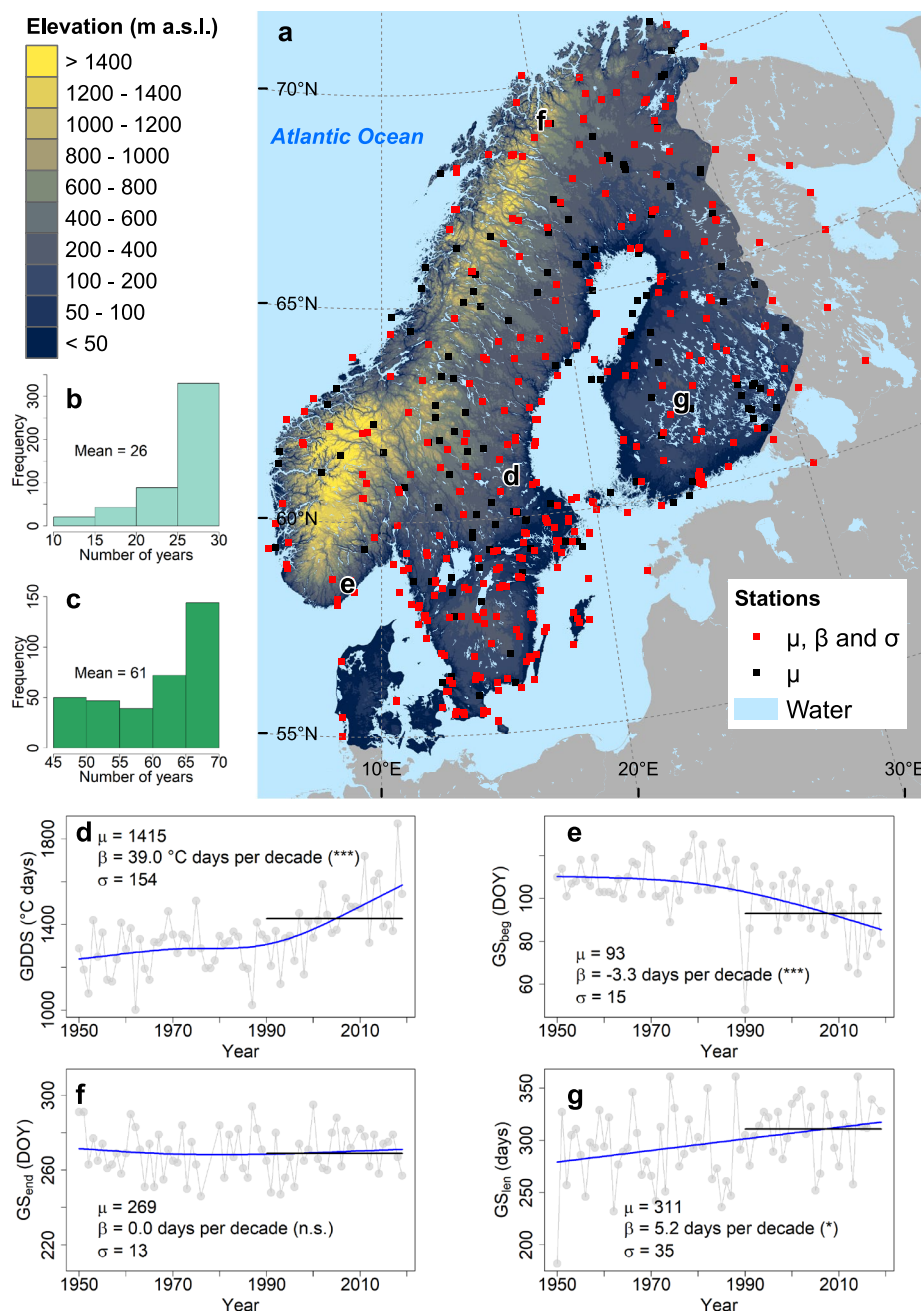 Elevation (m a.s.l.)
> 1400
1200 - 1400
1000 - 1200
800 - 1000
600 - 800
400 - 600
200 - 400
100 - 200
50 - 100
< 50
a
70°N
Atlantic Ocean
f
65°N
g
d
60°N
e
55°N
10°E
20°E
30°E
Stations
μ, β and σ
μ
Water
b
Mean = 26
Frequency
0
100
200
300
10
15
20
25
30
Number of years
c
Mean = 61
Frequency
0
50
100
150
45
50
55
60
65
70
Number of years
d
μ = 1415
β = 39.0 °C days per decade (***)
σ = 154
GDDS (°C days)
1000
1400
1800
1950
1970
1990
2010
Year
e
μ = 93
β = -3.3 days per decade (***)
σ = 15
GSbeg (DOY)
60
80
100
1950
1970
1990
2010
Year
f
μ = 269
β = 0.0 days per decade (n.s.)
σ = 13
GSend (DOY)
220
260
300
1950
1970
1990
2010
Year
g
μ = 311
β = 5.2 days per decade (*)
σ = 35
GSlen (days)
200
250
300
350
1950
1970
1990
2010
Year